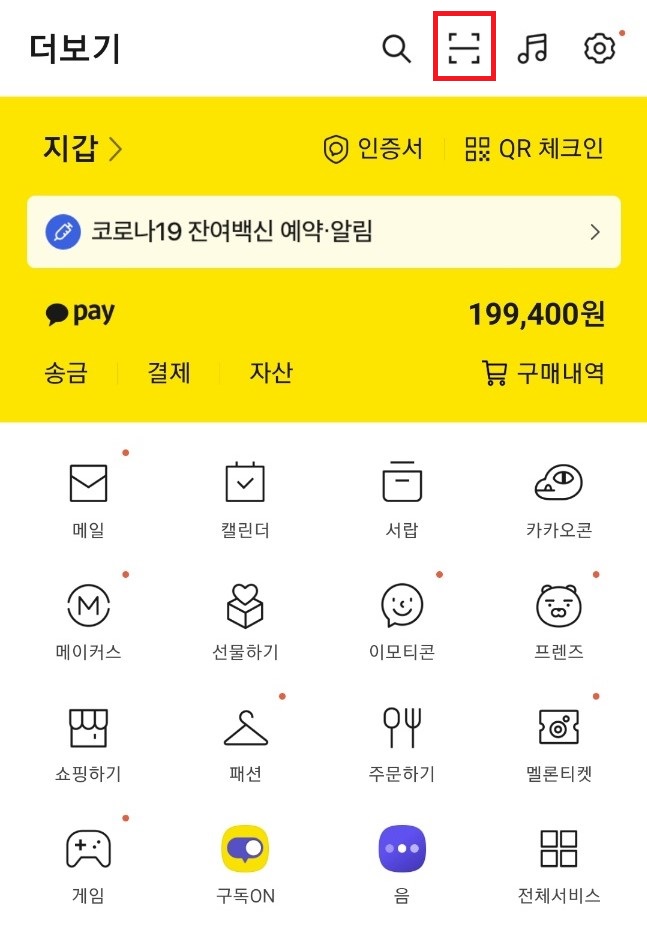 더보기
지갑 > 인증서 QR 체크인
코로나19 잔여백신 예약·알림 >
pay 199,400원
송금 결제 자산 구매내역
메일 캘린더 서랍 카카오콘
메이커스 선물하기 이모티콘 프렌즈
쇼핑하기 패션 주문하기 멜론티켓
게임 구독ON 음 전체서비스